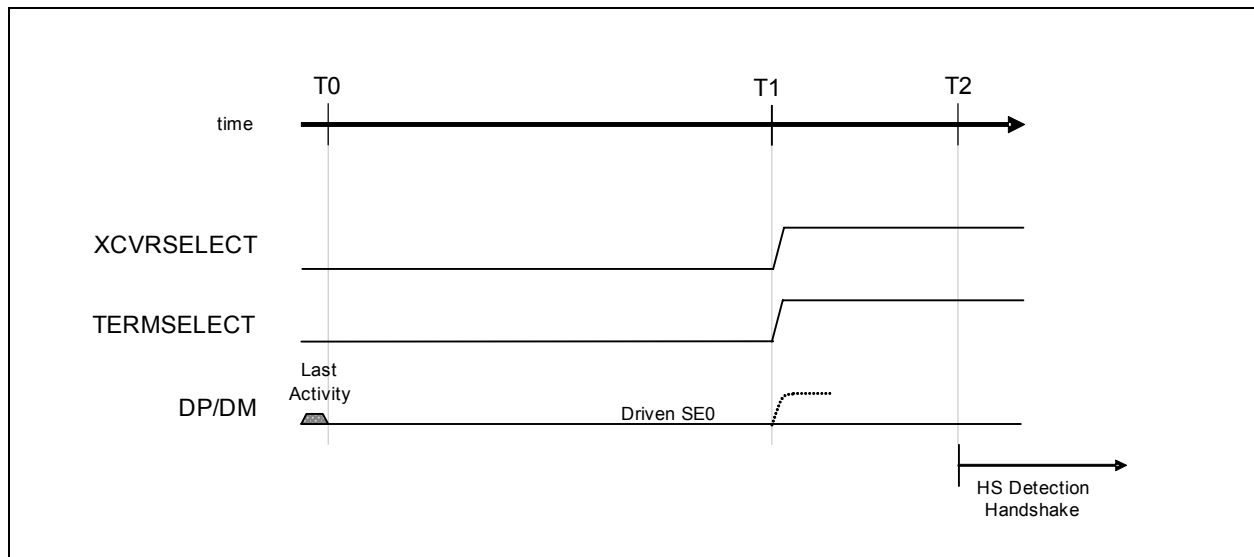 T0
T1
T2
time
XCVRSELECT
TERMSELECT
Last
Activity
DP/DM
Driven SE0
HS Detection
Handshake